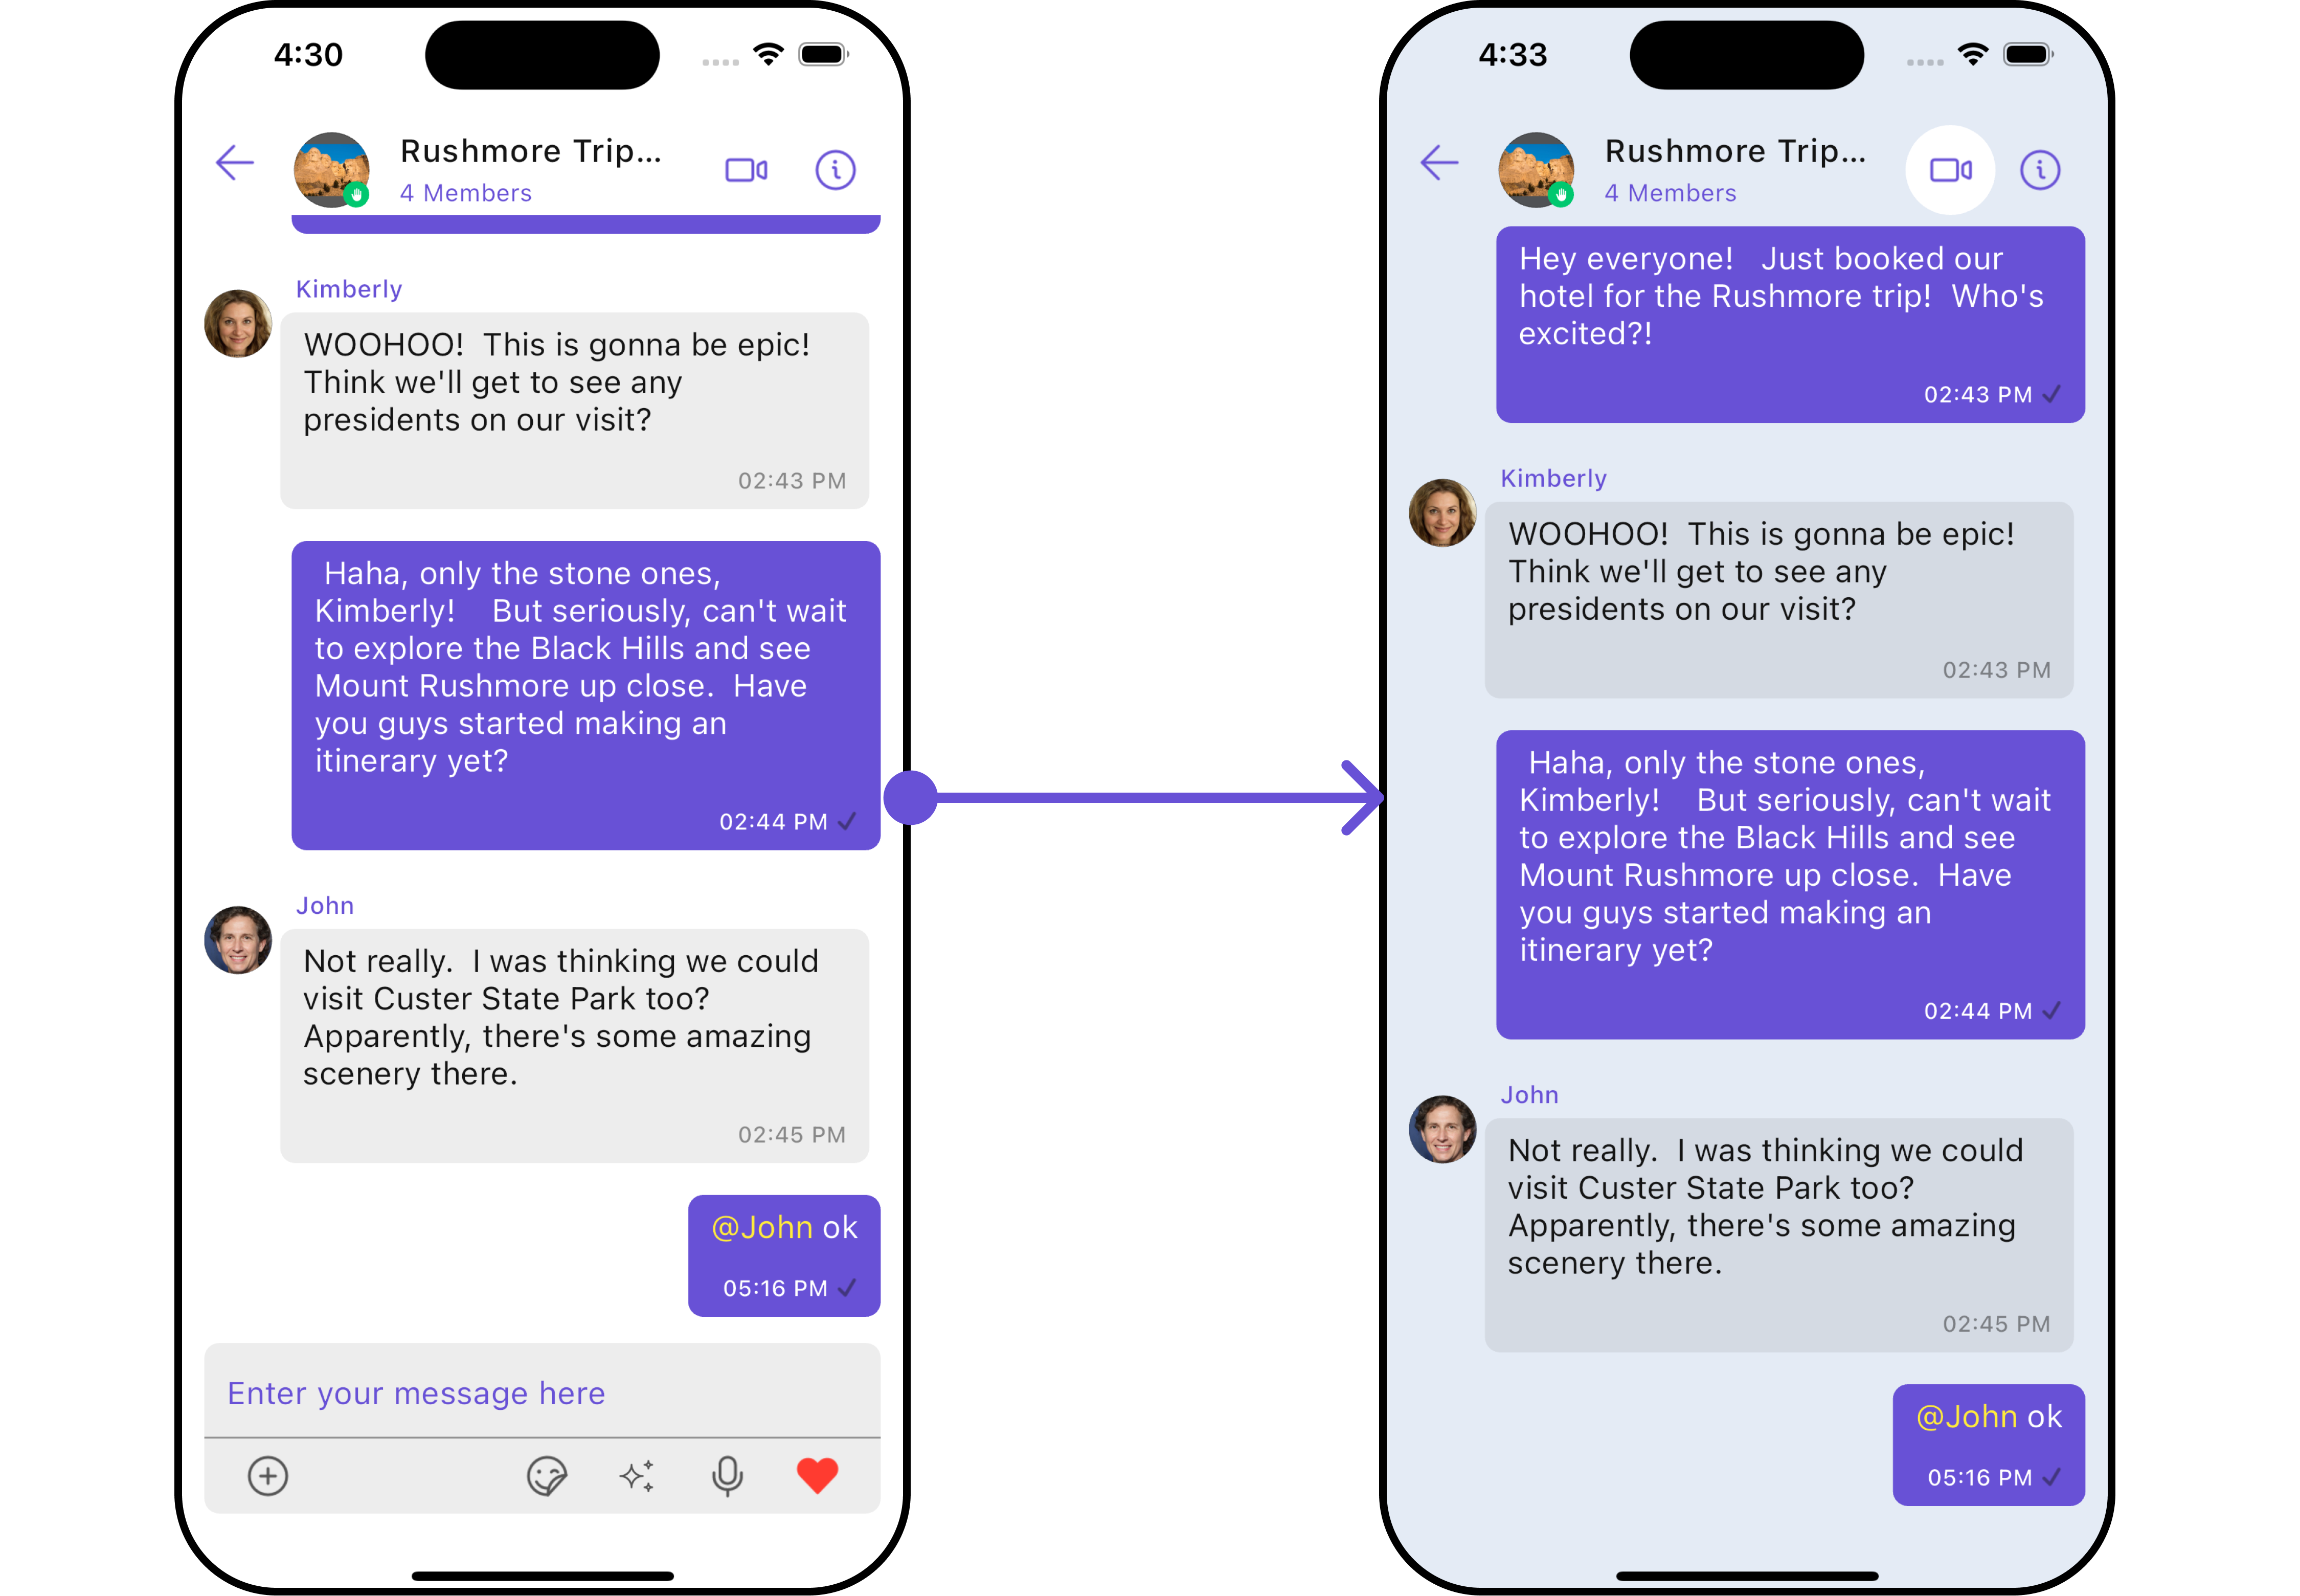 4:30
Rushmore Trip...
4 Members
Kimberly
WOOHOO!  This is gonna be epic!
Think we'll get to see any
presidents on our visit?
02:43 PM
Haha, only the stone ones,
Kimberly!    But seriously, can't wait
to explore the Black Hills and see
Mount Rushmore up close.  Have
you guys started making an
itinerary yet?
02:44 PM
John
Not really.  I was thinking we could
visit Custer State Park too?
Apparently, there's some amazing
scenery there.
02:45 PM
@John ok
05:16 PM
Enter your message here
4:33
Rushmore Trip...
4 Members
Hey everyone!   Just booked our
hotel for the Rushmore trip!  Who's
excited?!
02:43 PM
Kimberly
WOOHOO!  This is gonna be epic!
Think we'll get to see any
presidents on our visit?
02:43 PM
Haha, only the stone ones,
Kimberly!    But seriously, can't wait
to explore the Black Hills and see
Mount Rushmore up close.  Have
you guys started making an
itinerary yet?
02:44 PM
John
Not really.  I was thinking we could
visit Custer State Park too?
Apparently, there's some amazing
scenery there.
02:45 PM
@John ok
05:16 PM